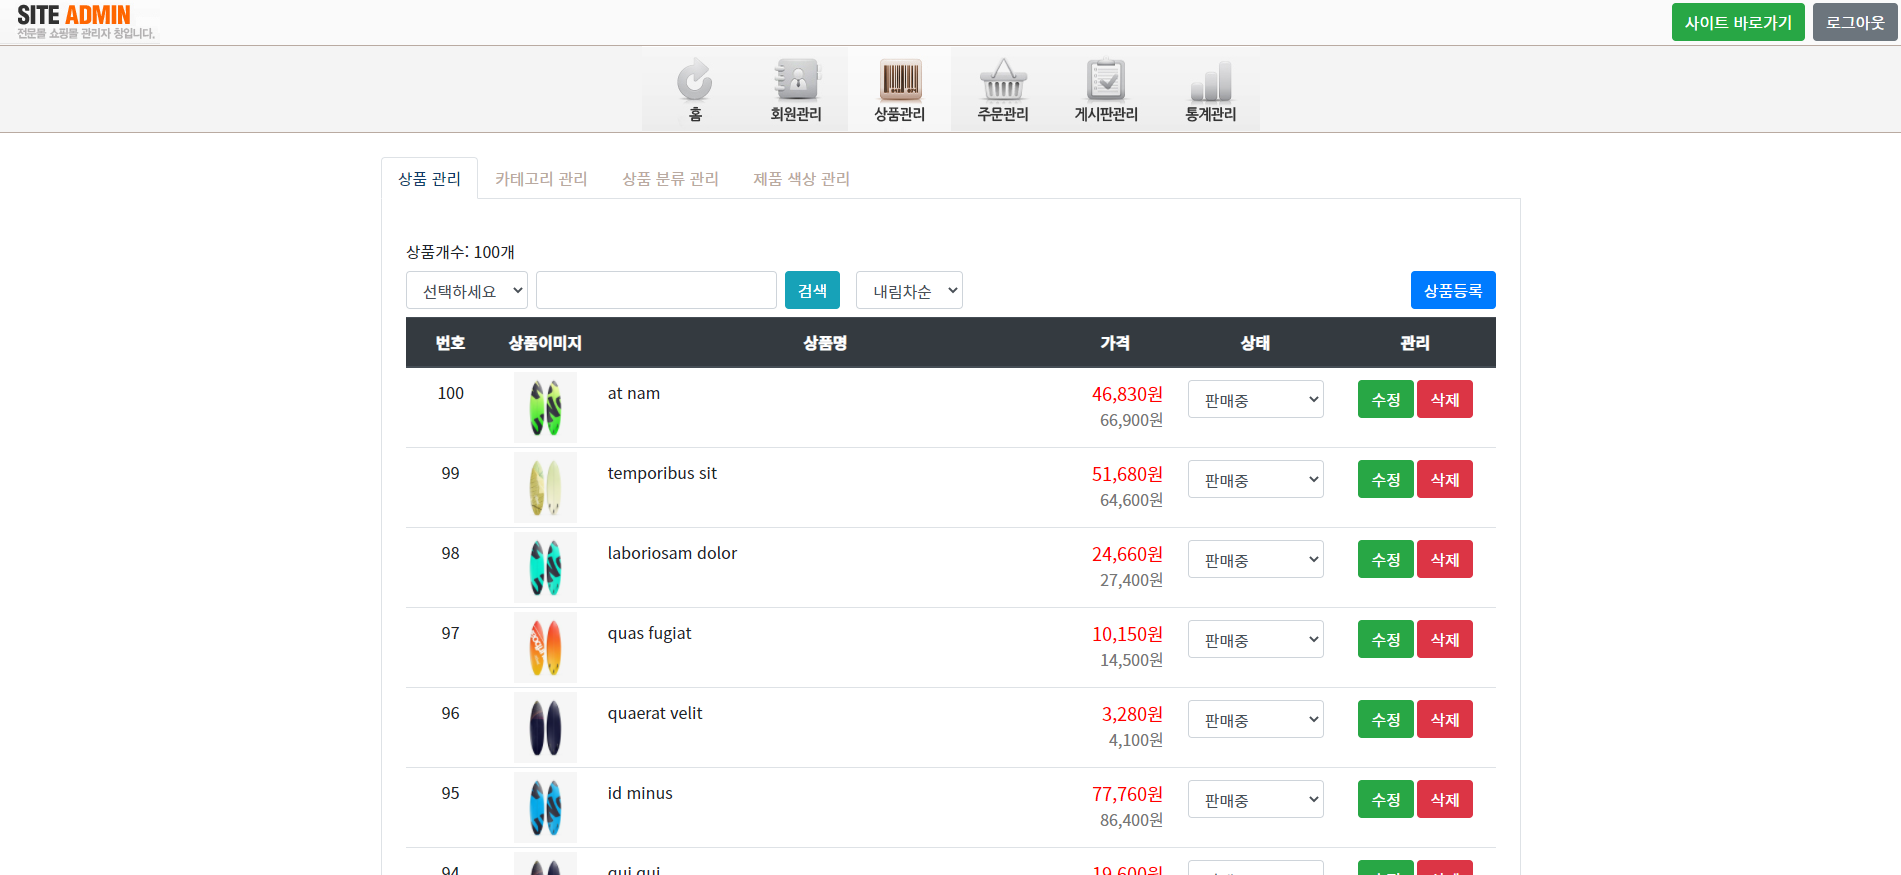 SITE ADMIN
전문몰 쇼핑몰 관리자 창입니다.
사이트 바로가기 로그아웃
홈 회원관리 상품관리 주문관리 게시판관리 통계관리
상품 관리 카테고리 관리 상품 분류 관리 제품 색상 관리
상품개수: 100개
선택하세요 검색 내림차순 상품등록
번호 상품이미지 상품명 가격 상태 관리
100 at nam 46,830원 판매중 수정 삭제
66,900원
99 temporibus sit 51,680원 판매중 수정 삭제
64,600원
98 laboriosam dolor 24,660원 판매중 수정 삭제
27,400원
97 quas fugiat 10,150원 판매중 수정 삭제
14,500원
96 quaerat velit 3,280원 판매중 수정 삭제
4,100원
95 id minus 77,760원 판매중 수정 삭제
86,400원
94 qui qui 19,600원